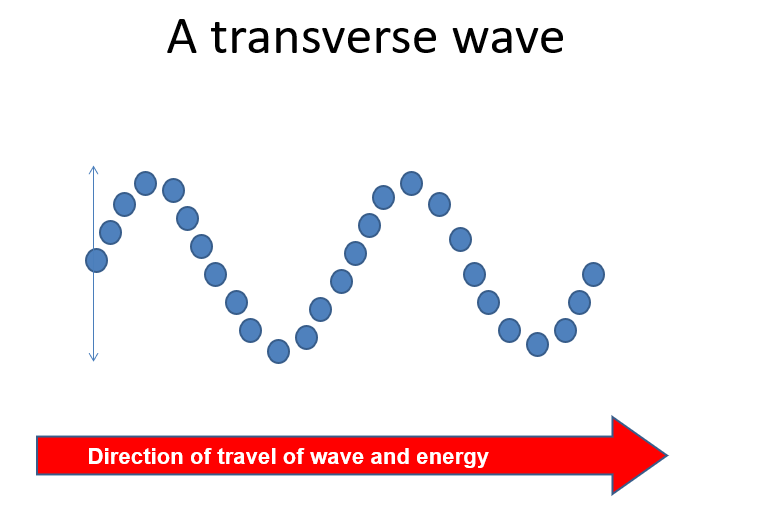 A transverse wave
Direction of travel of wave and energy